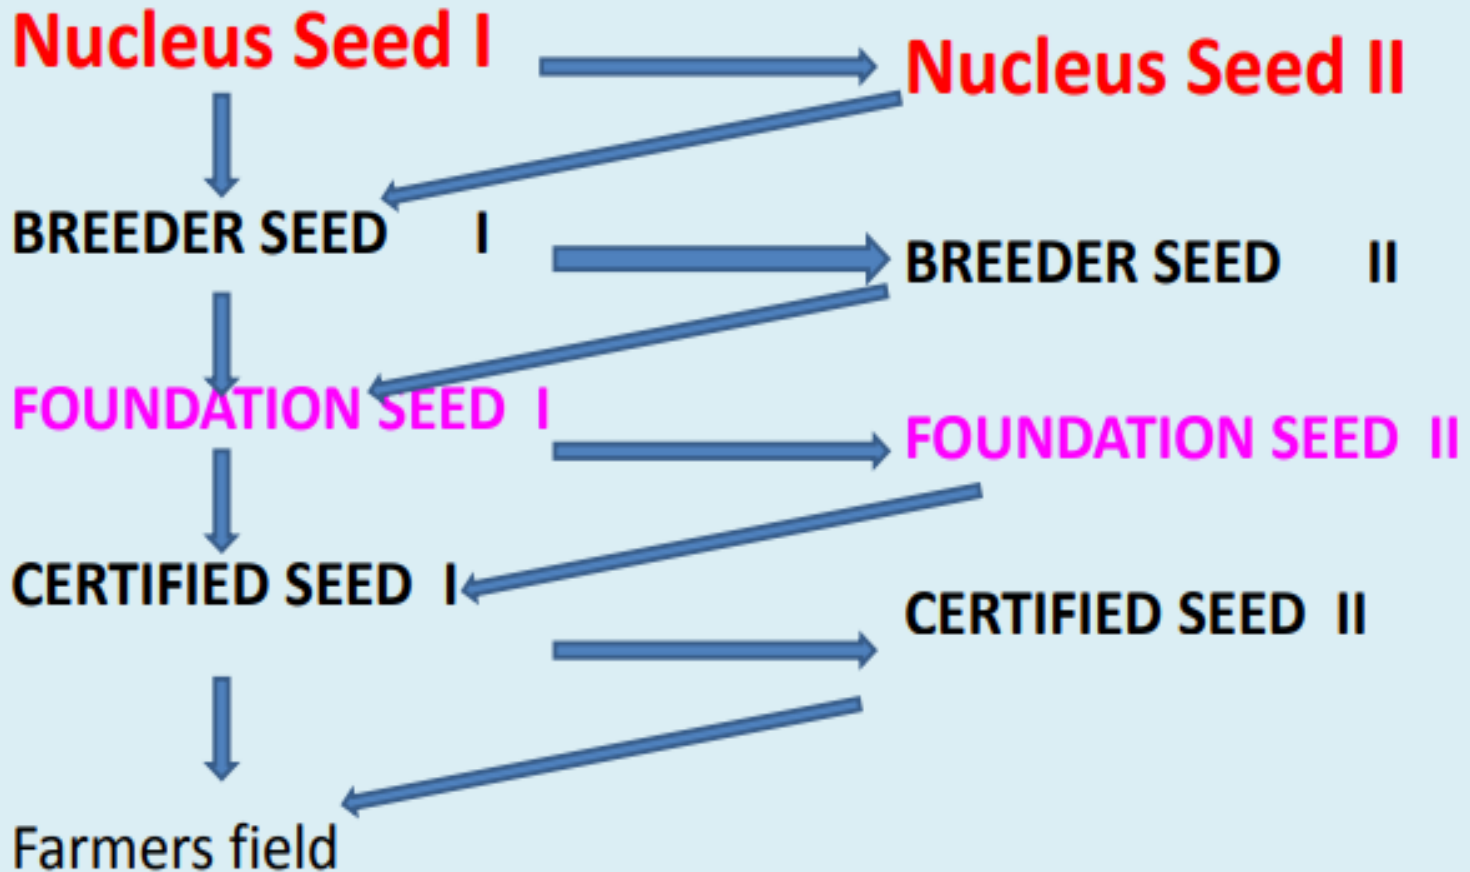 Nucleus Seed I
Nucleus Seed II
BREEDER SEED I
BREEDER SEED II
FOUNDATION SEED I
FOUNDATION SEED II
CERTIFIED SEED I
CERTIFIED SEED II
Farmers field